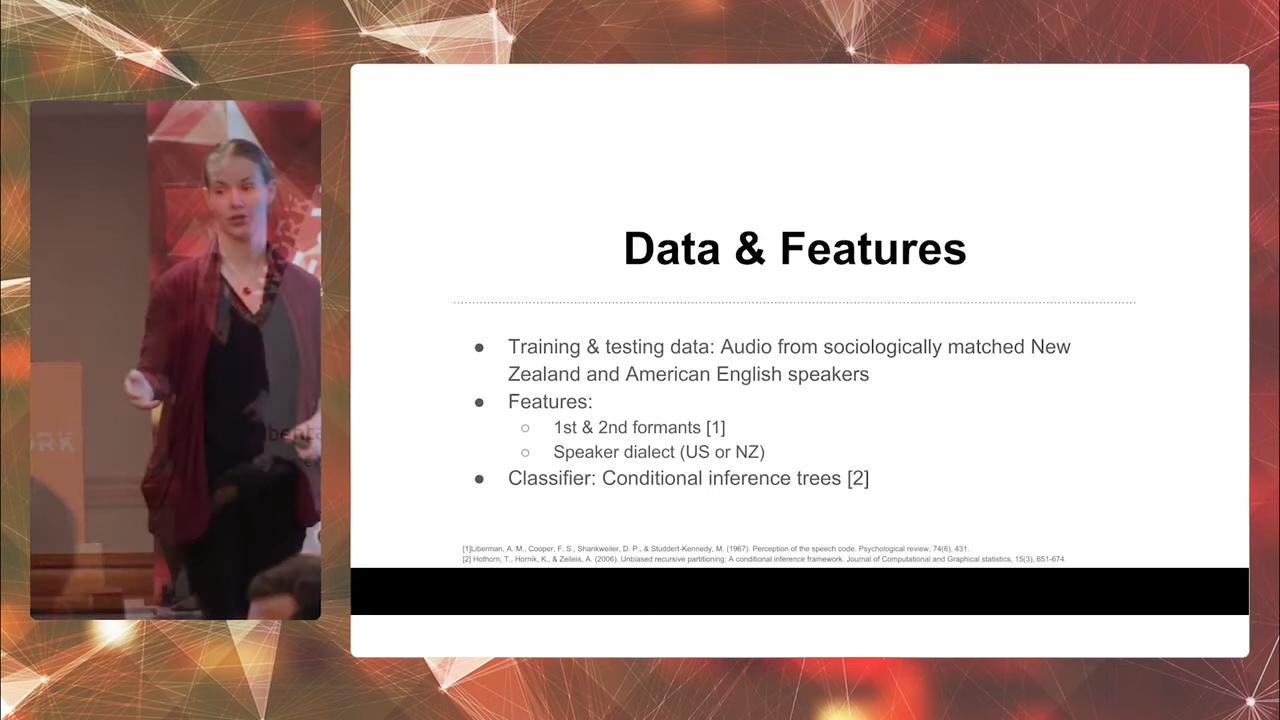 Data & Features
● Training & testing data: Audio from sociologically matched New
Zealand and American English speakers
● Features:
○ 1st & 2nd formants [1]
○ Speaker dialect (US or NZ)
● Classifier: Conditional inference trees [2]
[1]Liberman, A. M., Cooper, F. S., Shankweiler, D. P., & Studdert-Kennedy, M. (1967). Perception of the speech code. Psychological review, 74(6), 431.
[2] Hothorn, T., Hornik, K., & Zeileis, A. (2006). Unbiased recursive partitioning: A conditional inference framework. Journal of Computational and Graphical statistics, 15(3), 651-674.